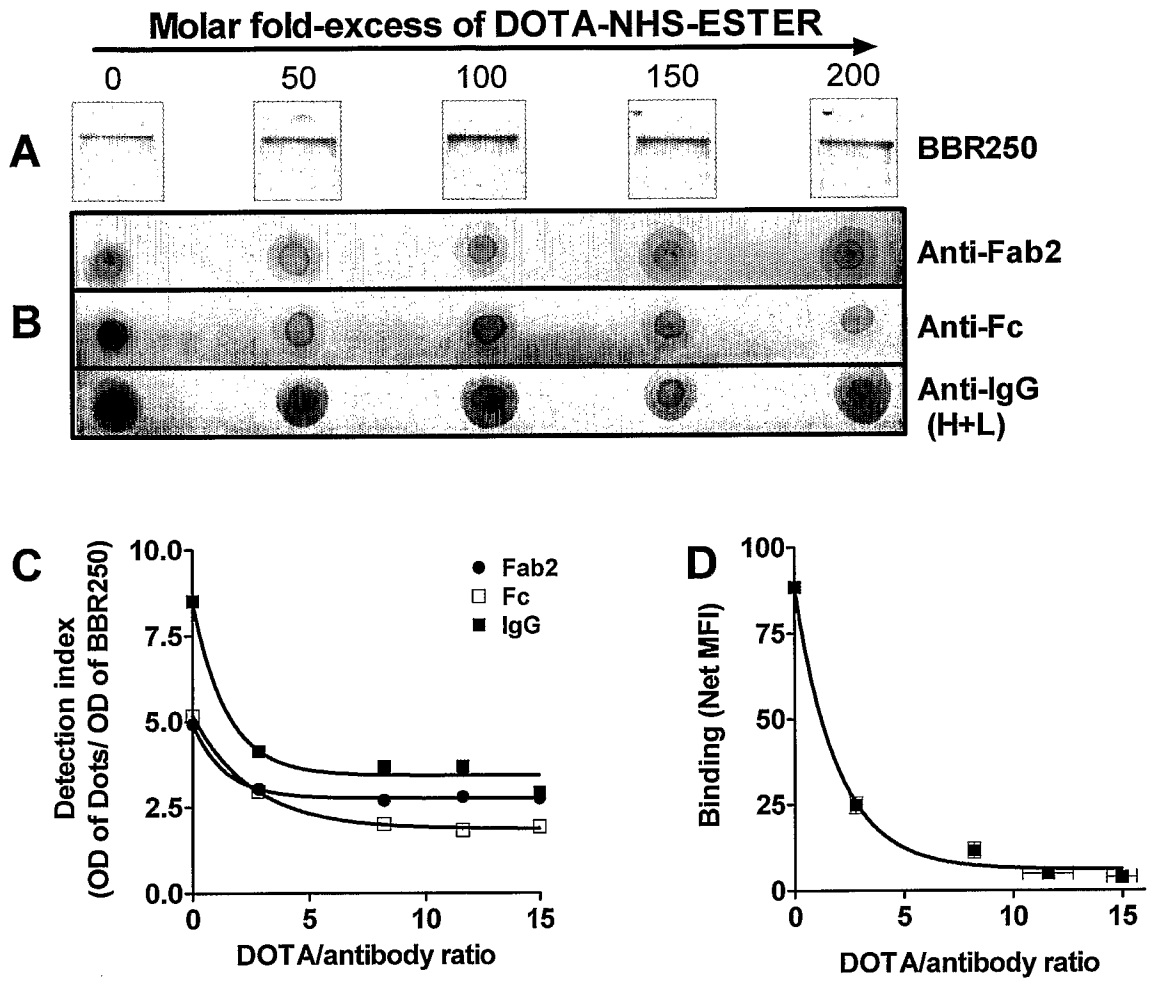 Molar fold-excess of DOTA-NHS-ESTER
0 50 100 150 200
A
BBR250
Anti-Fab2
B
Anti-Fc
Anti-IgG
(H+L)
C
Detection index
(OD of Dots/ OD of BBR250)
10.0
7.5
5.0
2.5
0.0
Fab2
Fc
IgG
0 5 10 15
DOTA/antibody ratio
D
Binding (Net MFI)
100
75
50
25
0
0 5 10 15
DOTA/antibody ratio